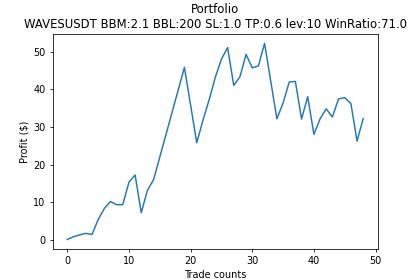 Portfolio
WAVESUSDT BBM:2.1 BBL:200 SL:1.0 TP:0.6 lev:10 WinRatio:71.0
50
40
30
20
10
0
Profit ($)
0 10 20 30 40 50
Trade counts